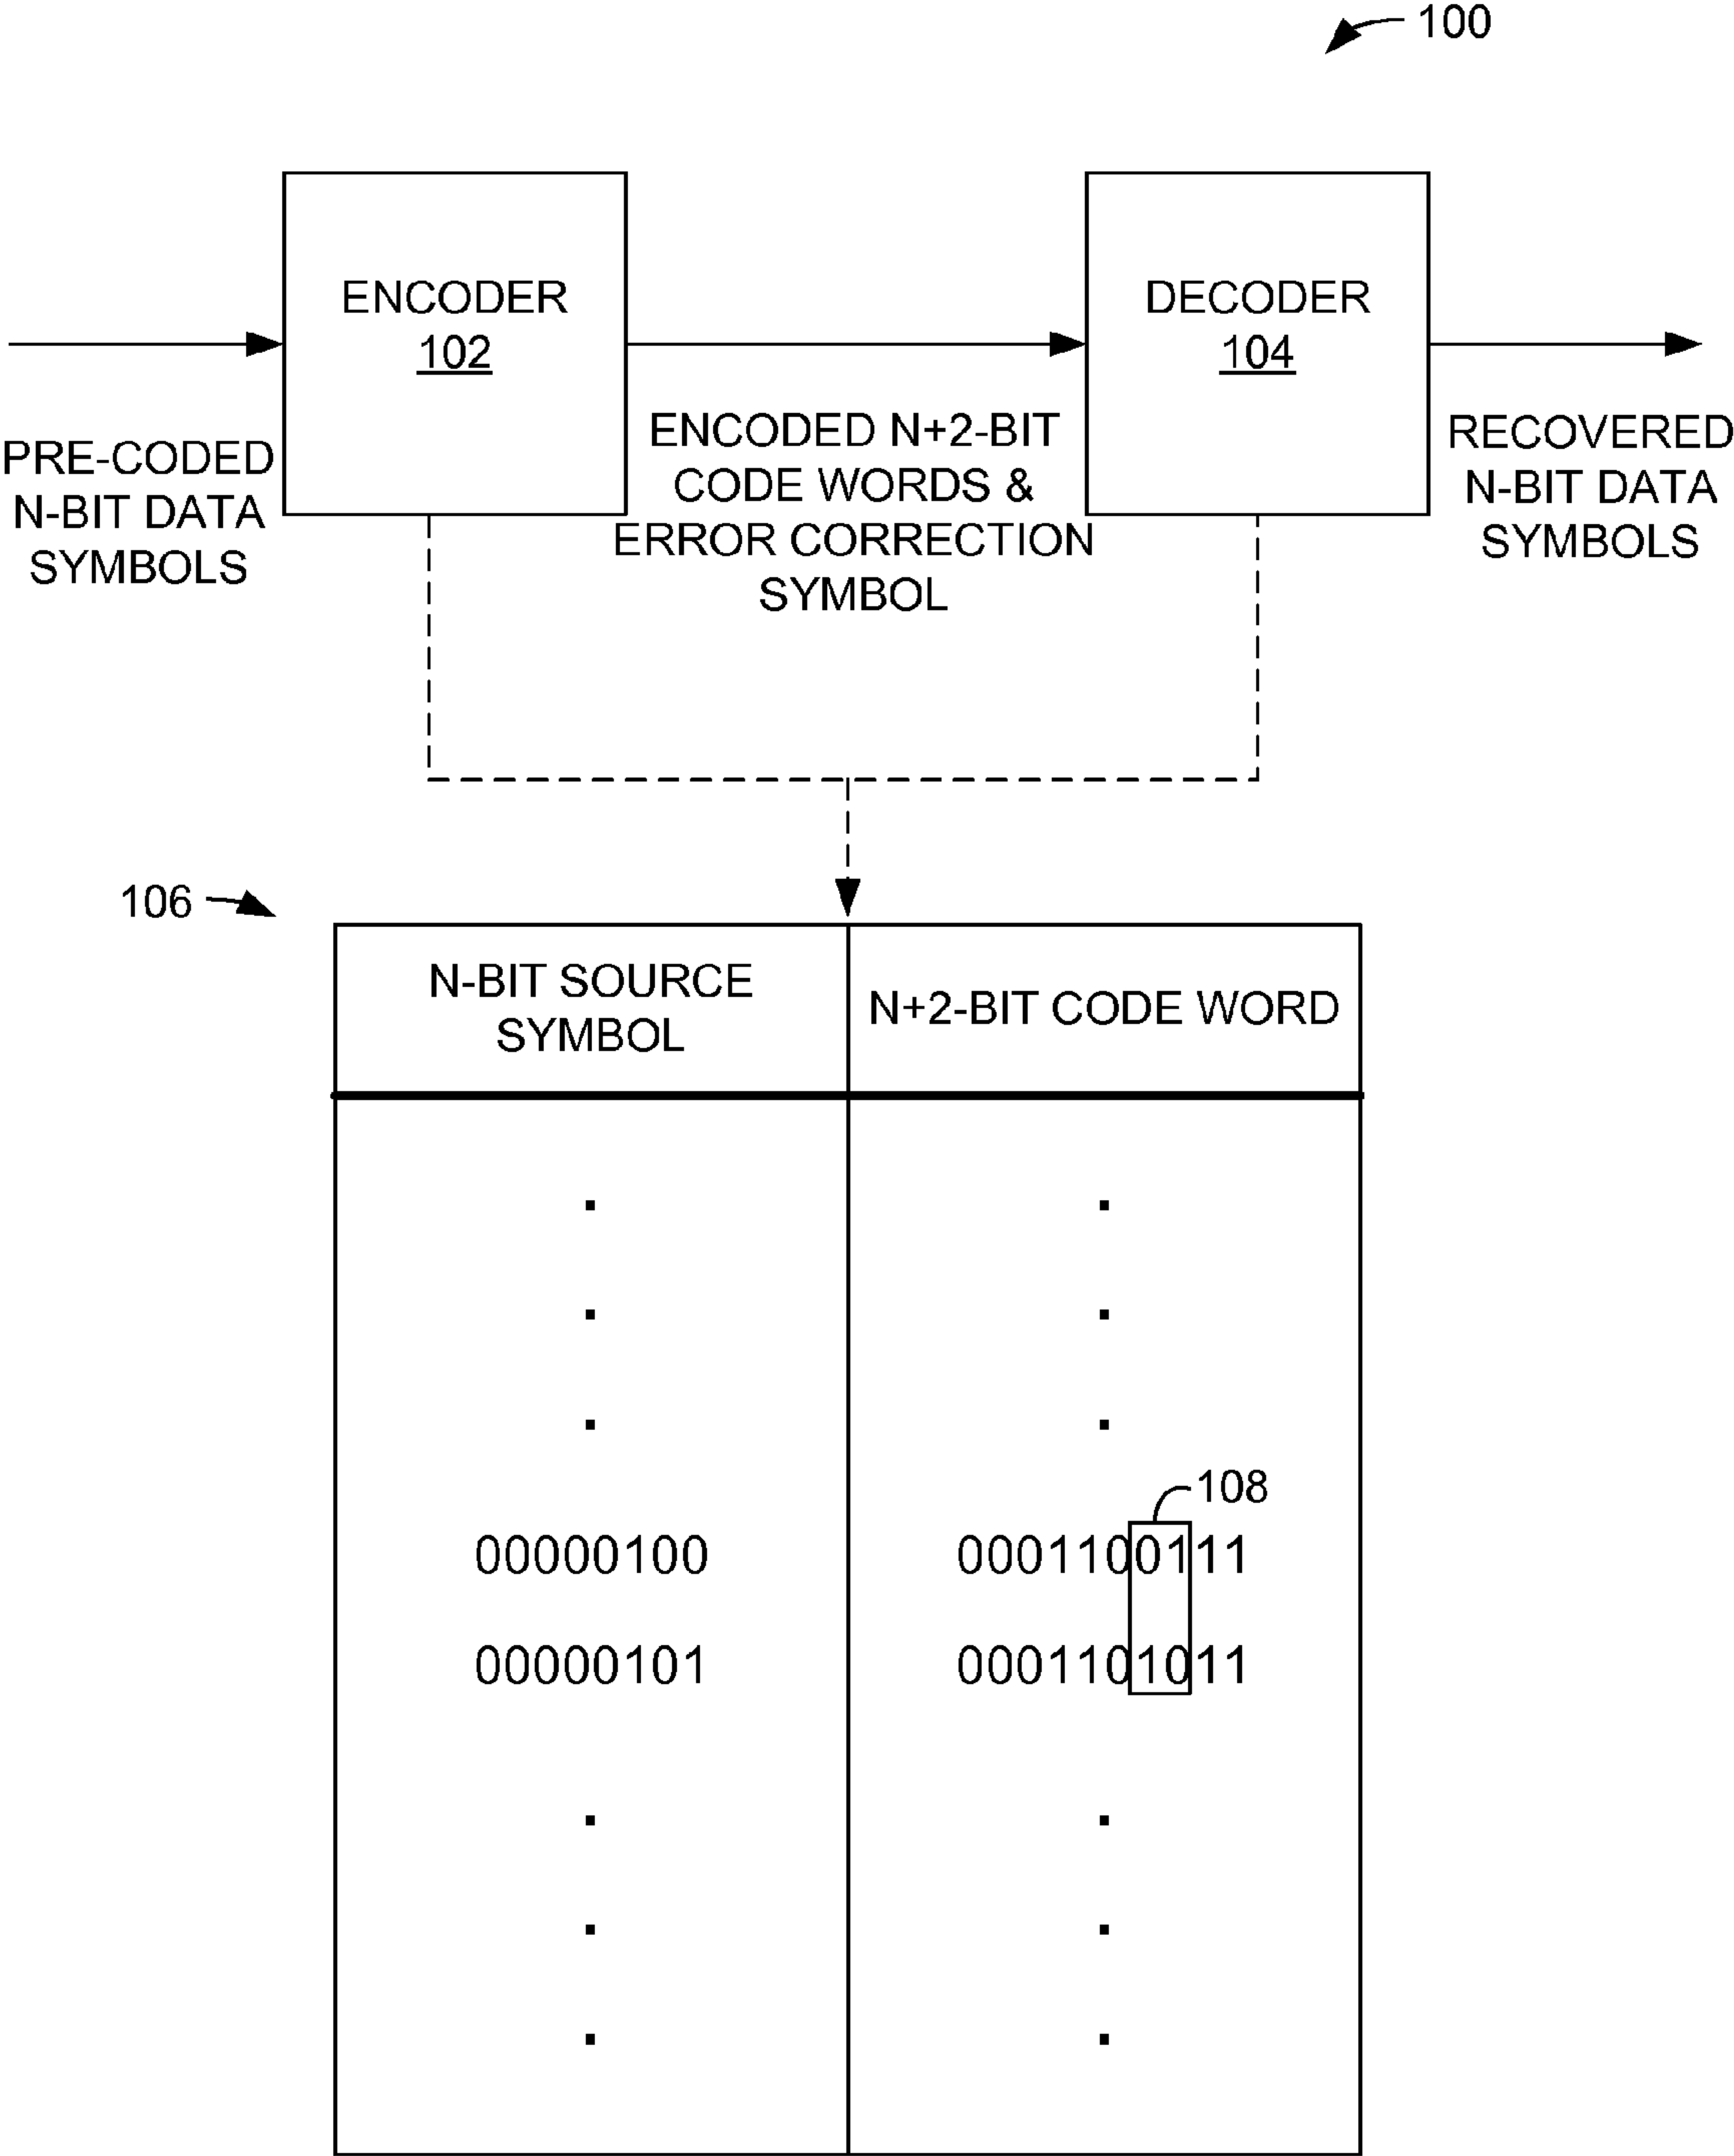 100
ENCODER
102
DECODER
104
PRE-CODED
N-BIT DATA
SYMBOLS
ENCODED N+2-BIT
CODE WORDS &
ERROR CORRECTION
SYMBOL
RECOVERED
N-BIT DATA
SYMBOLS
106
N-BIT SOURCE
SYMBOL
N+2-BIT CODE WORD
108
00000100
0001100111
00000101
0001101011